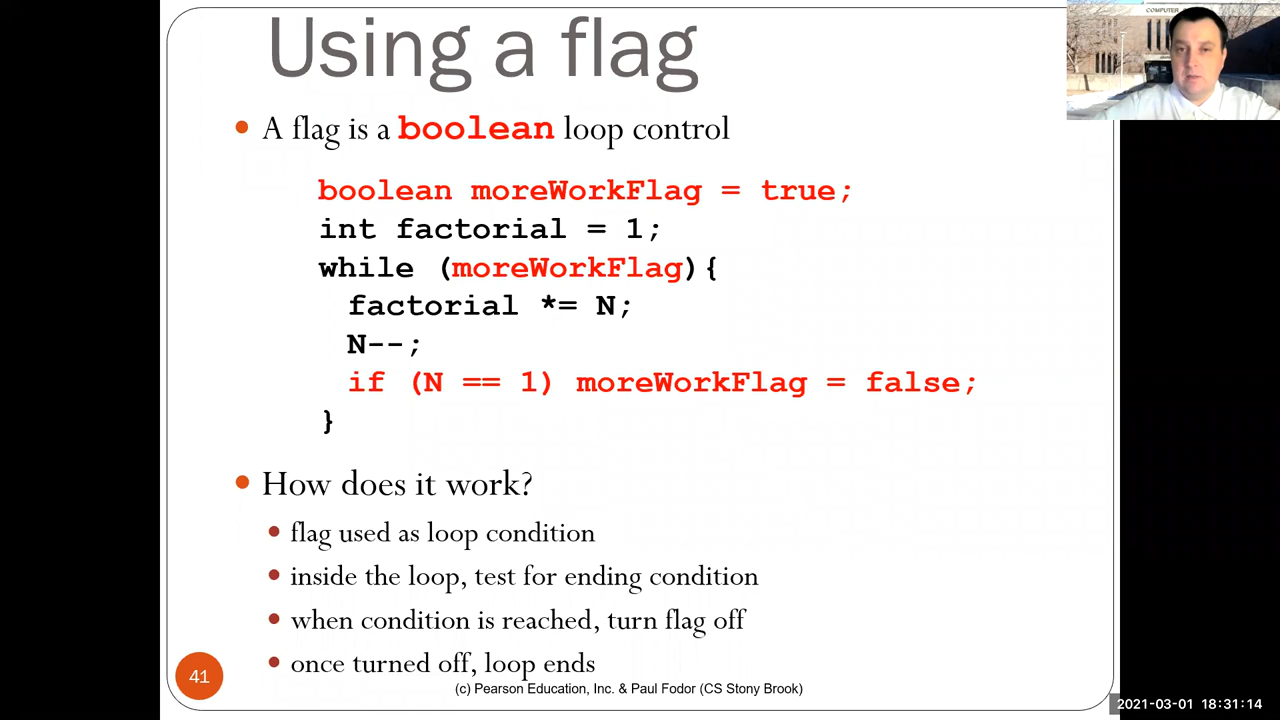 Using a flag
COMPUTER
• A flag is a boolean loop control
boolean moreWorkFlag = true;
int factorial = 1;
while (moreWorkFlag){
factorial *= N;
N--;
if (N == 1) moreWorkFlag = false;
}
• How does it work?
• flag used as loop condition
• inside the loop, test for ending condition
• when condition is reached, turn flag off
• once turned off, loop ends
41
(c) Pearson Education, Inc. & Paul Fodor (CS Stony Brook)
2021-03-01 18:31:14